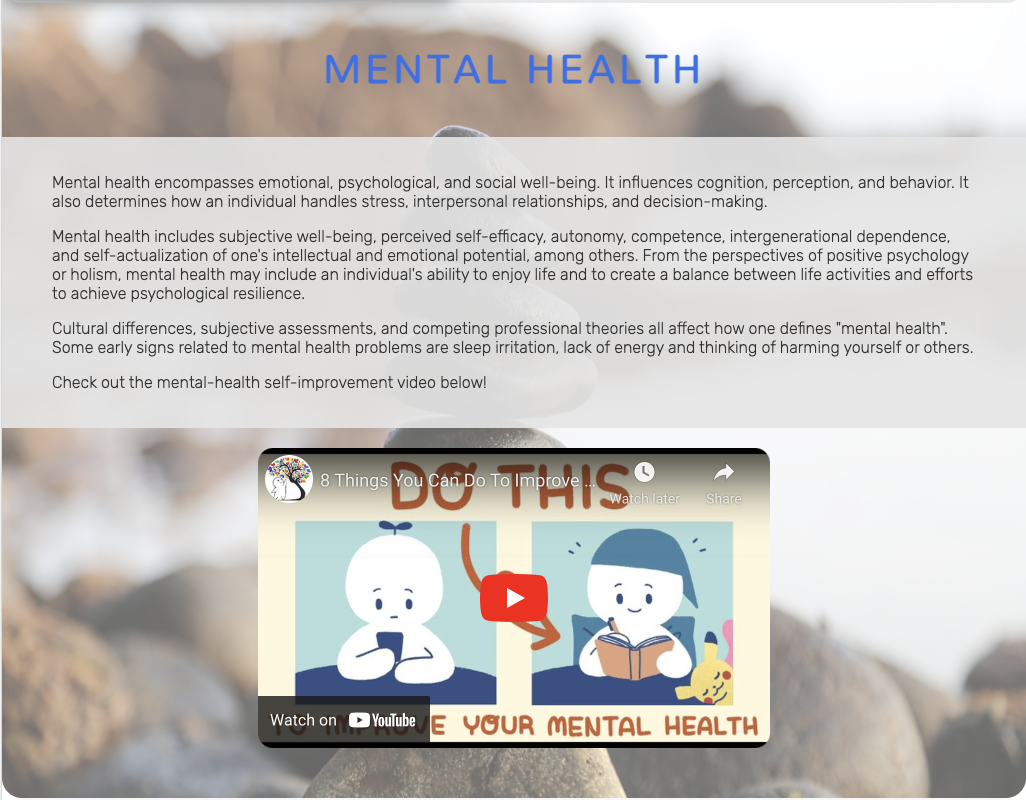 MENTAL HEALTH
Mental health encompasses emotional, psychological, and social well-being. It influences cognition, perception, and behavior. It
also determines how an individual handles stress, interpersonal relationships, and decision-making.
Mental health includes subjective well-being, perceived self-efficacy, autonomy, competence, intergenerational dependence,
and self-actualization of one's intellectual and emotional potential, among others. From the perspectives of positive psychology
or holism, mental health may include an individual's ability to enjoy life and to create a balance between life activities and efforts
to achieve psychological resilience.
Cultural differences, subjective assessments, and competing professional theories all affect how one defines "mental health".
Some early signs related to mental health problems are sleep irritation, lack of energy and thinking of harming yourself or others.
Check out the mental-health self-improvement video below!
DO THIS
8 Things You Can Do To Improve ...
Watch later
Share
Watch on YouTube
TO IMPROVE YOUR MENTAL HEALTH